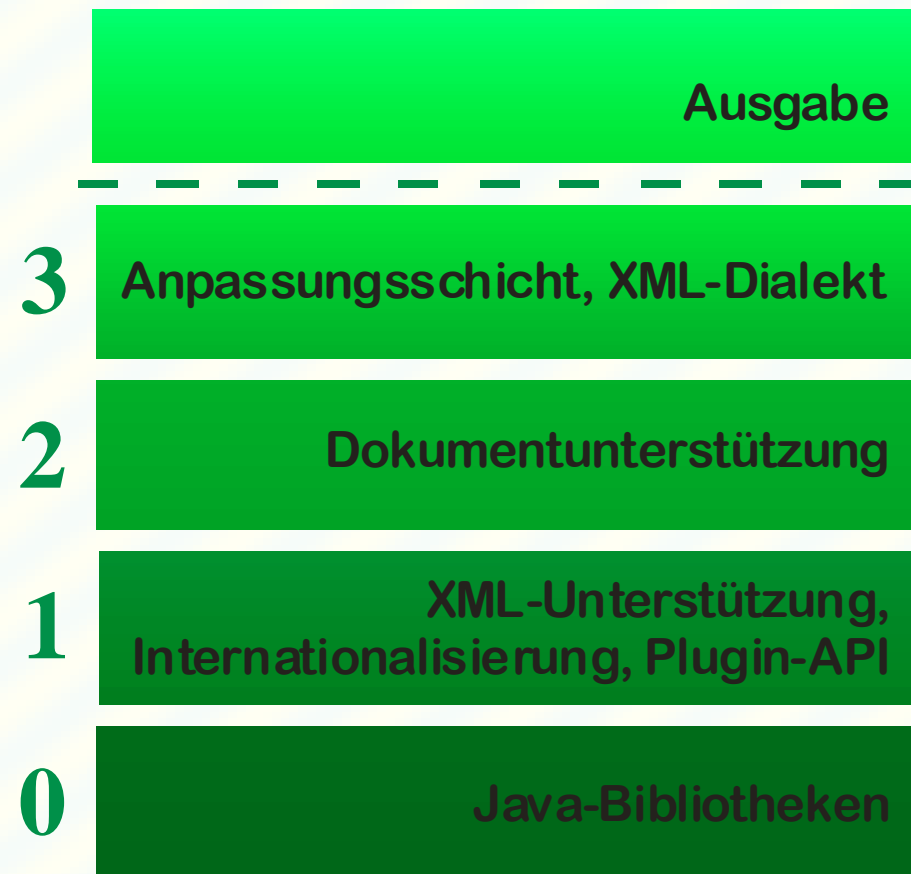 Ausgabe
3 Anpassungsschicht, XML-Dialekt
2 Dokumentunterstützung
1 XML-Unterstützung,
Internationalisierung, Plugin-API
0 Java-Bibliotheken